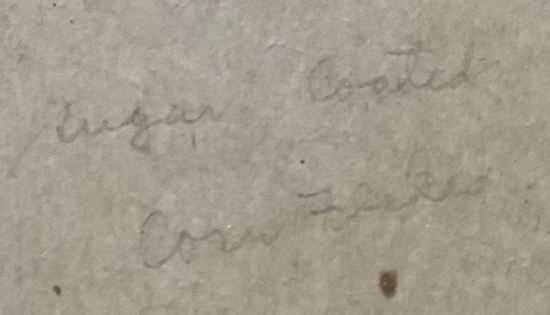 Sugar Coated
Corn Flakes